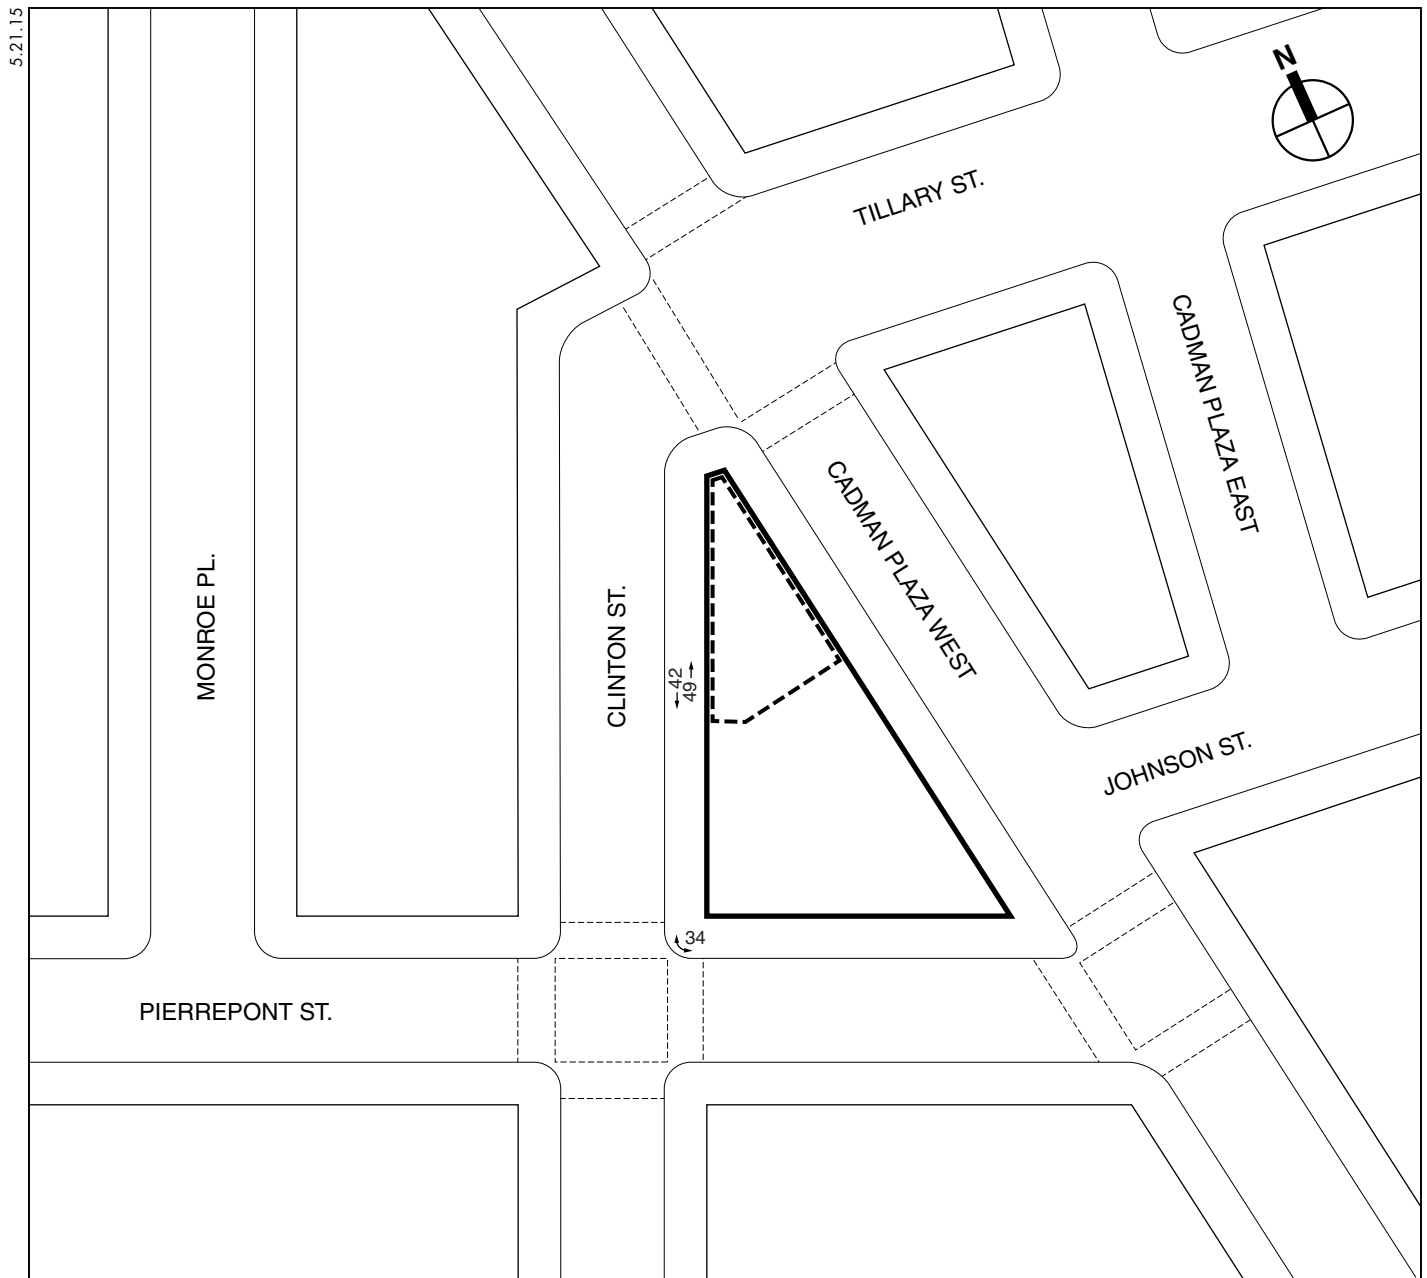 5.21.15
N
TILLARY ST.
CADMAN PLAZA EAST
CADMAN PLAZA WEST
MONROE PL.
CLINTON ST.
42
49
JOHNSON ST.
34
PIERREPONT ST.